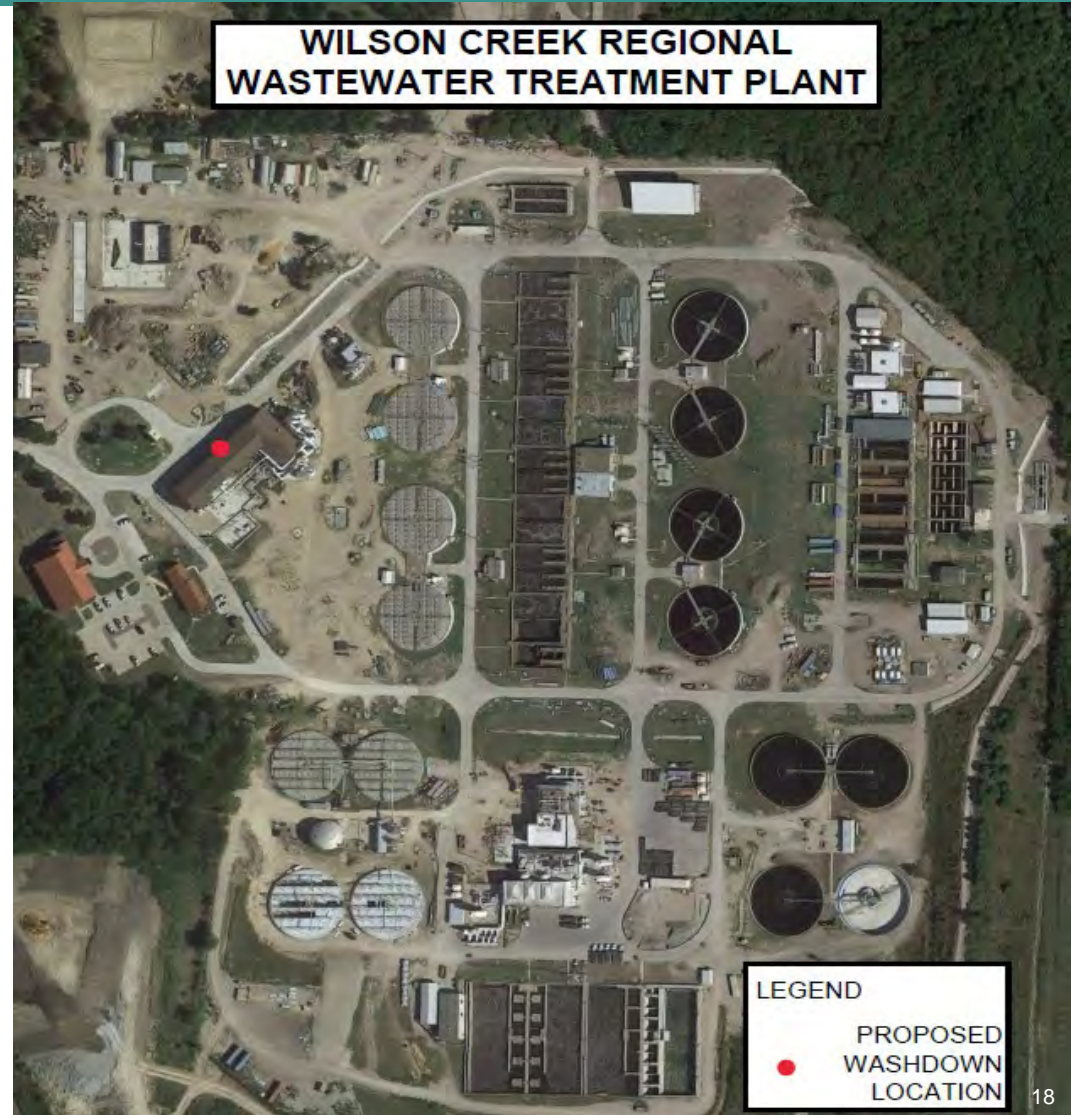 WILSON CREEK REGIONAL
WASTEWATER TREATMENT PLANT
LEGEND
PROPOSED
WASHDOWN
LOCATION
18